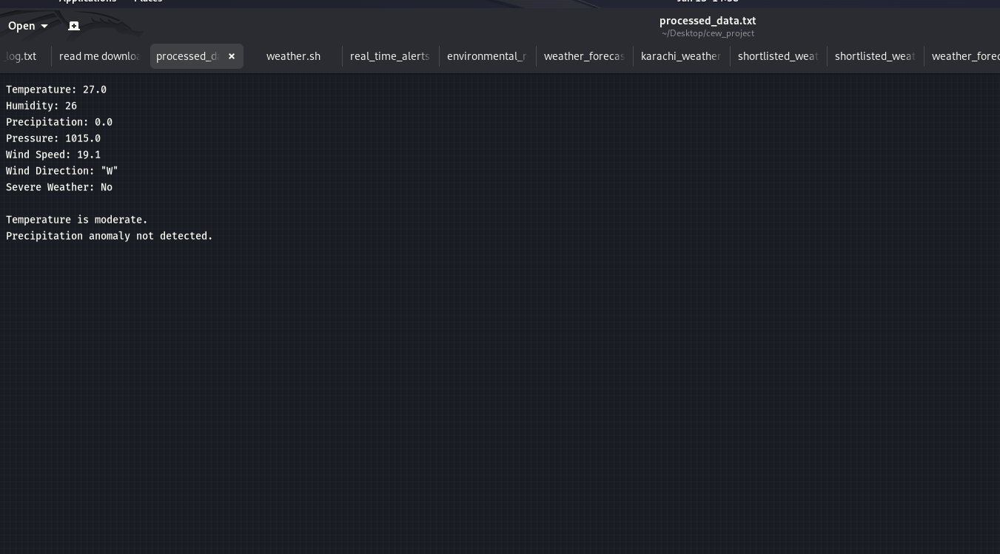 Open
processed_data.txt
~/Desktop/cew_project
_log.txt
read me downlo
processed_d
weather.sh
real_time_alerts
environmental_r
weather_forecas
karachi_weather
shortlisted_weat
shortlisted_weat
weather_forec
Temperature: 27.0
Humidity: 26
Precipitation: 0.0
Pressure: 1015.0
Wind Speed: 19.1
Wind Direction: "W"
Severe Weather: No
Temperature is moderate.
Precipitation anomaly not detected.